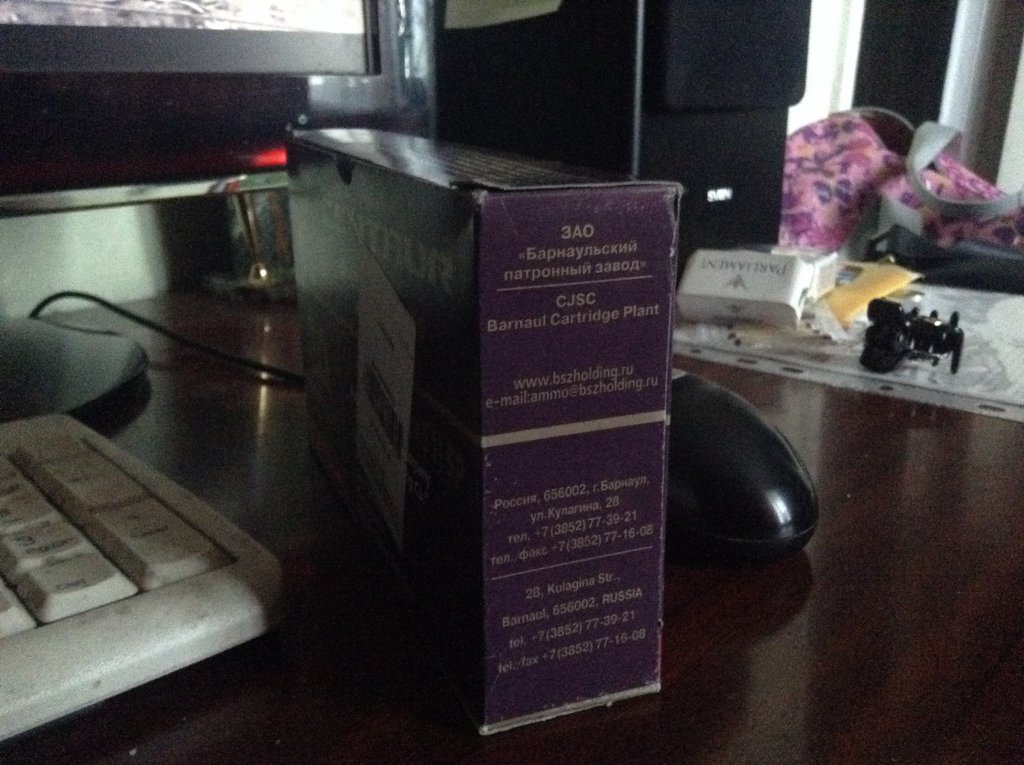 ЗАО
«Барнаульский
патронный завод»
CJSC
Barnaul Cartridge Plant
www.bszholding.ru
e-mail:ammo@bszholding.ru
Россия, 656002, г.Барнаул,
ул.Кулагина, 28
тел. +7(3852)77-39-21
тел./факс +7(3852)77-16-08
28, Kulagina Str.,
Barnaul, 656002, RUSSIA
tel. +7(3852)77-39-21
tel./fax +7(3852)77-16-08
PARLIAMENT